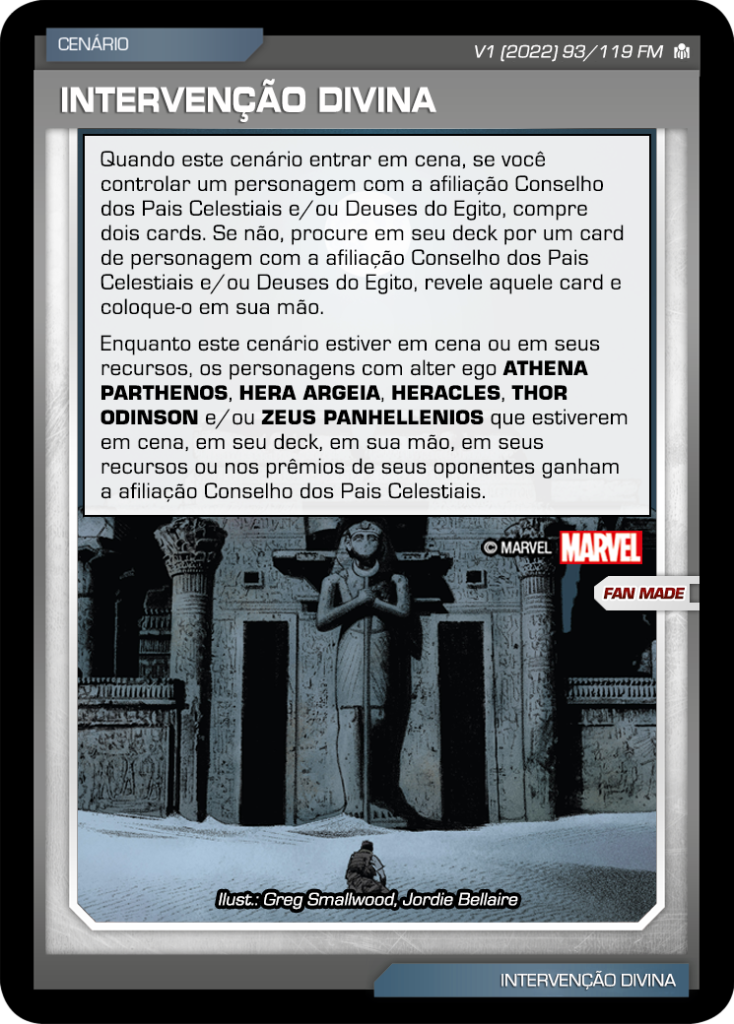 CENÁRIO
V1 (2022) 93/119 FM
INTERVENÇÃO DIVINA
Quando este cenário entrar em cena, se você
controlar um personagem com a afiliação Conselho
dos Pais Celestiais e/ou Deuses do Egito, compre
dois cards. Se não, procure em seu deck por um card
de personagem com a afiliação Conselho dos Pais
Celestiais e/ou Deuses do Egito, revele aquele card e
coloque-o em sua mão.
Enquanto este cenário estiver em cena ou em seus
recursos, os personagens com alter ego ATHENA
PARTHENOS, HERA ARGEIA, HERACLES, THOR
ODINSON e/ou ZEUS PANHELLENIOS que estiverem
em cena, em seu deck, em sua mão, em seus
recursos ou nos prêmios de seus oponentes ganham
a afiliação Conselho dos Pais Celestiais.
© MARVEL MARVEL
FAN MADE
Ilust.: Greg Smallwood, Jordie Bellaire
INTERVENÇÃO DIVINA